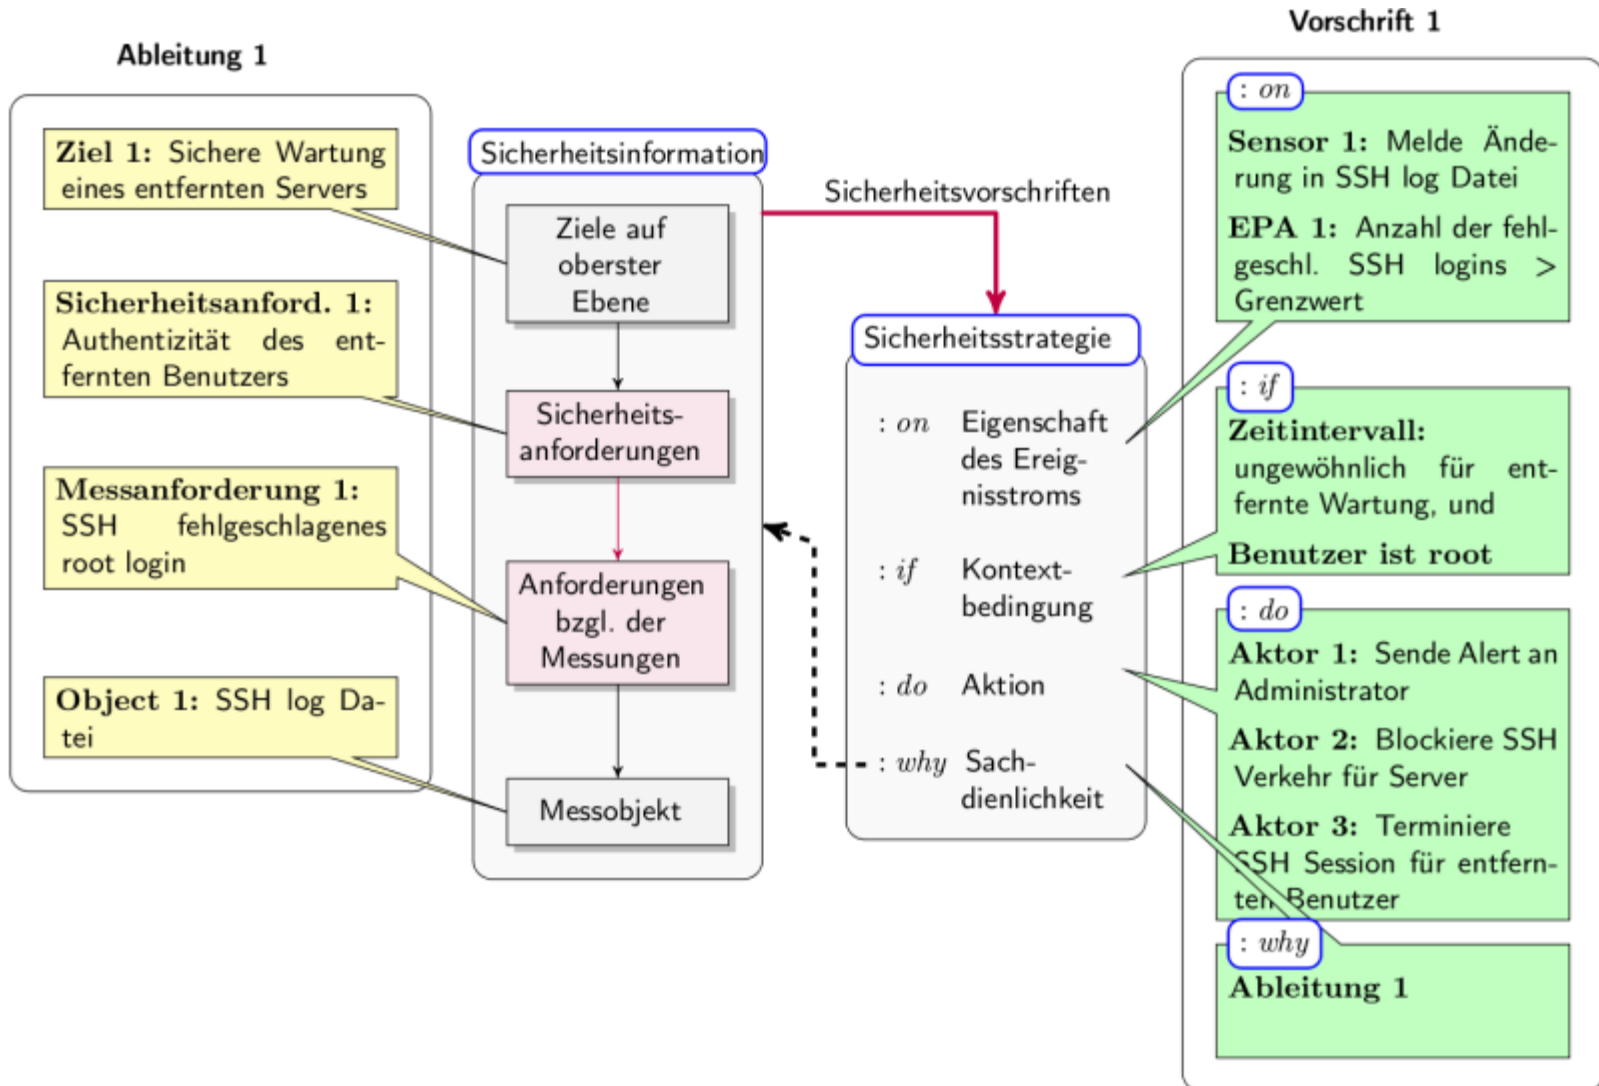 Ableitung 1
Ziel 1: Sichere Wartung
eines entfernten Servers
Sicherheitsanford. 1:
Authentizität des ent-
fernten Benutzers
Messanforderung 1:
SSH fehlgeschlagenes
root login
Object 1: SSH log Da-
tei
Sicherheitsinformation
Ziele auf
oberster
Ebene
Sicherheits-
anforderungen
Anforderungen
bzgl. der
Messungen
Messobjekt
Sicherheitsvorschriften
Sicherheitsstrategie
: on Eigenschaft
des Ereig-
nisstroms
: if Kontext-
bedingung
: do Aktion
: why Sach-
dienlichkeit
Vorschrift 1
: on
Sensor 1: Melde Ände-
rung in SSH log Datei
EPA 1: Anzahl der fehl-
geschl. SSH logins >
Grenzwert
: if
Zeitintervall:
ungewöhnlich für ent-
fernte Wartung, und
Benutzer ist root
: do
Aktor 1: Sende Alert an
Administrator
Aktor 2: Blockiere SSH
Verkehr für Server
Aktor 3: Terminiere
SSH Session für entfern-
ten Benutzer
: why
Ableitung 1